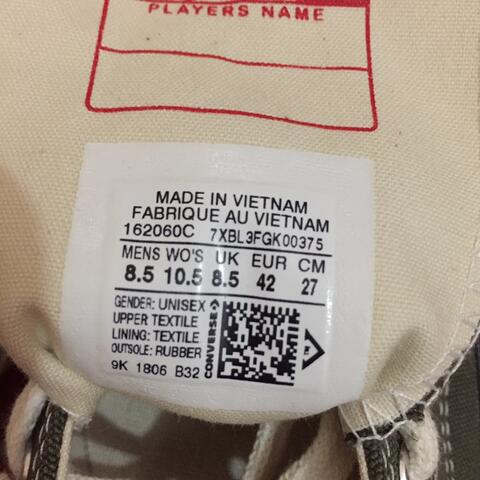 PLAYERS NAME
MADE IN VIETNAM
FABRIQUE AU VIETNAM
162060C 7XBL3FGK00375
MENS WO'S UK EUR CM
8.5 10.5 8.5 42 27
GENDER: UNISEX
UPPER: TEXTILE
LINING: TEXTILE
OUTSOLE: RUBBER
9K 1806 B32
CONVERSE